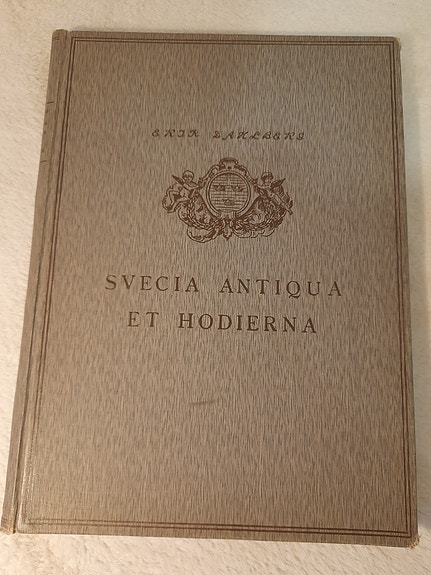 ERIK DAHLBERG
SVECIA ANTIQUA
ET HODIERNA